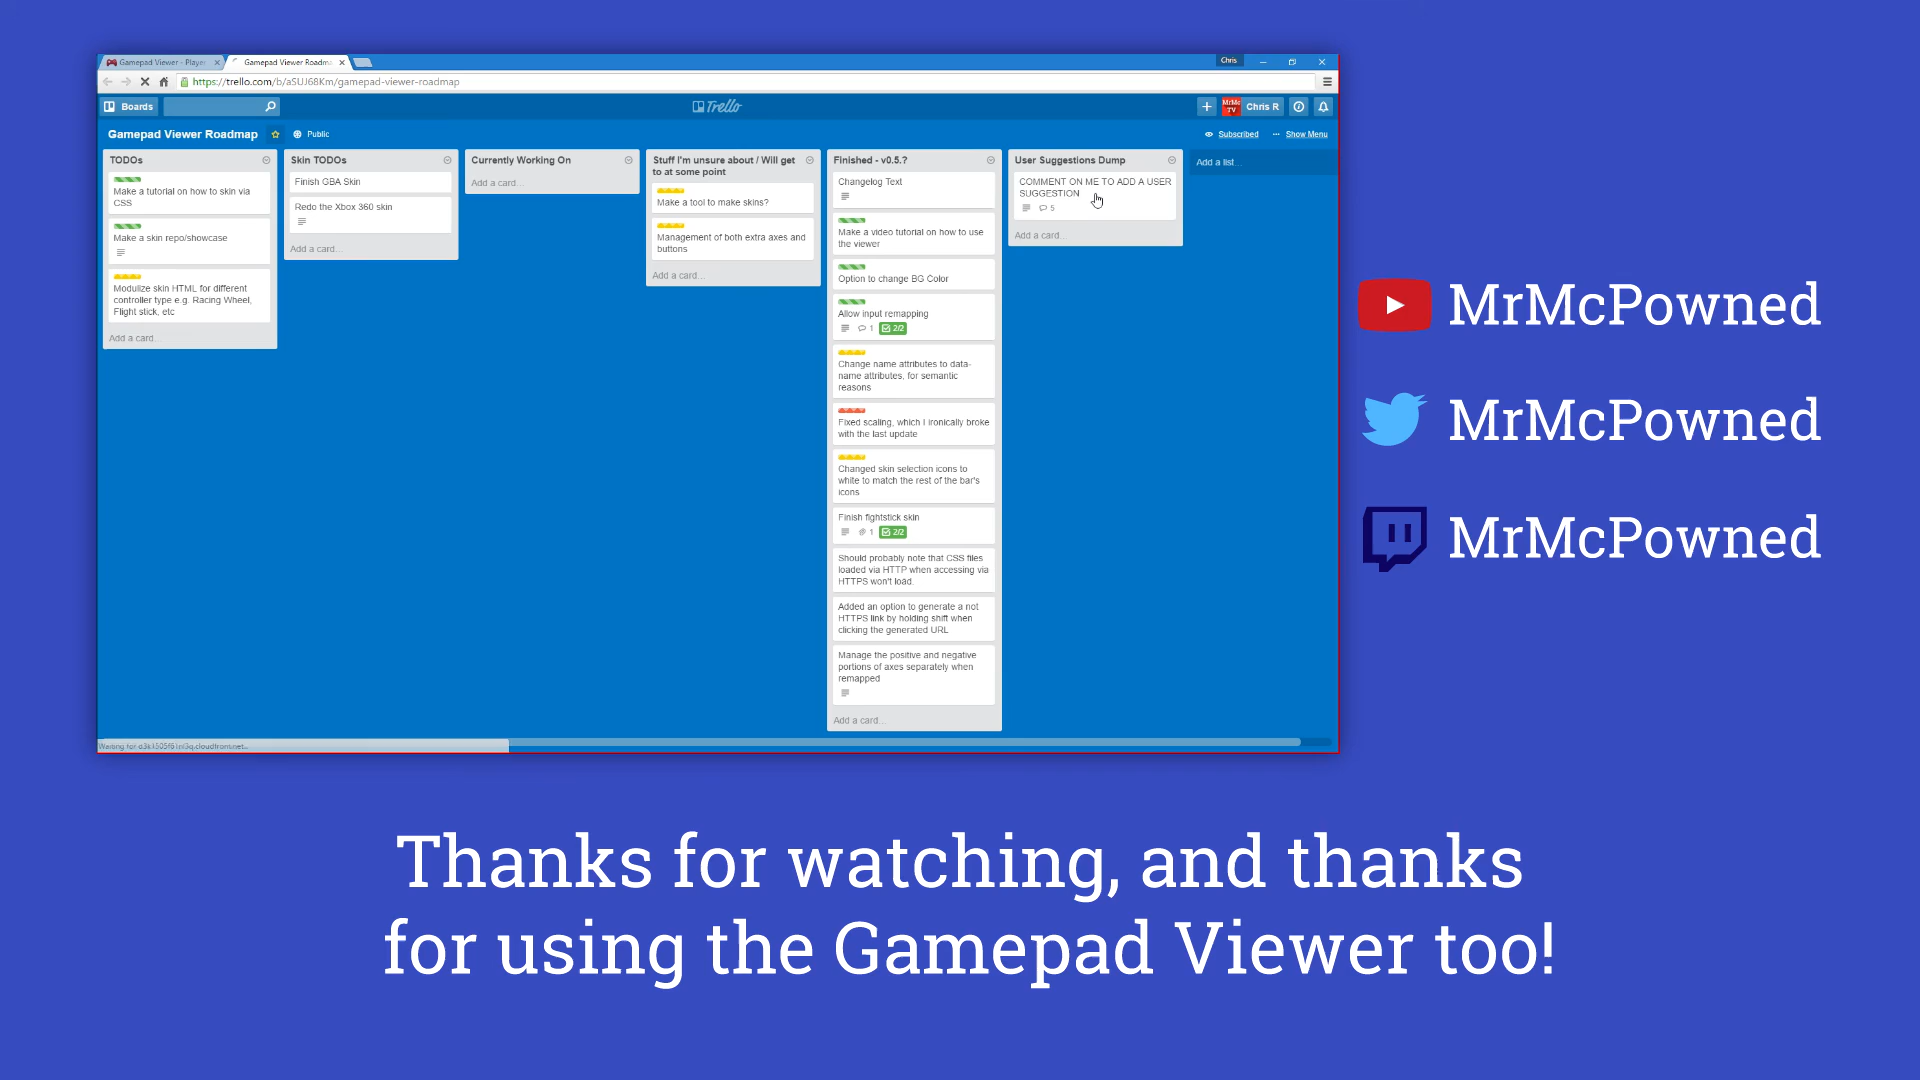 Gamepad Viewer - Player
Gamepad Viewer Roadma
Chris
https://trello.com/b/aSUJ68Km/gamepad-viewer-roadmap
Boards
Trello
MrMc
TV
Chris R
Gamepad Viewer Roadmap
Public
Subscribed
Show Menu
TODOs
Make a tutorial on how to skin via
CSS
Make a skin repo/showcase
Modulize skin HTML for different
controller type e.g. Racing Wheel,
Flight stick, etc
Add a card...
Skin TODOs
Finish GBA Skin
Redo the Xbox 360 skin
Add a card...
Currently Working On
Add a card...
Stuff I'm unsure about / Will get
to at some point
Make a tool to make skins?
Management of both extra axes and
buttons
Add a card...
Finished - v0.5.?
Changelog Text
Make a video tutorial on how to use
the viewer
Option to change BG Color
Allow input remapping
1 2/2
Change name attributes to data-
name attributes, for semantic
reasons
Fixed scaling, which I ironically broke
with the last update
Changed skin selection icons to
white to match the rest of the bar's
icons
Finish fightstick skin
1 2/2
Should probably note that CSS files
loaded via HTTP when accessing via
HTTPS won't load.
Added an option to generate a not
HTTPS link by holding shift when
clicking the generated URL
Manage the positive and negative
portions of axes separately when
remapped
Add a card...
User Suggestions Dump
COMMENT ON ME TO ADD A USER
SUGGESTION
5
Add a card...
Add a list...
MrMcPowned
MrMcPowned
MrMcPowned
Thanks for watching, and thanks
for using the Gamepad Viewer too!